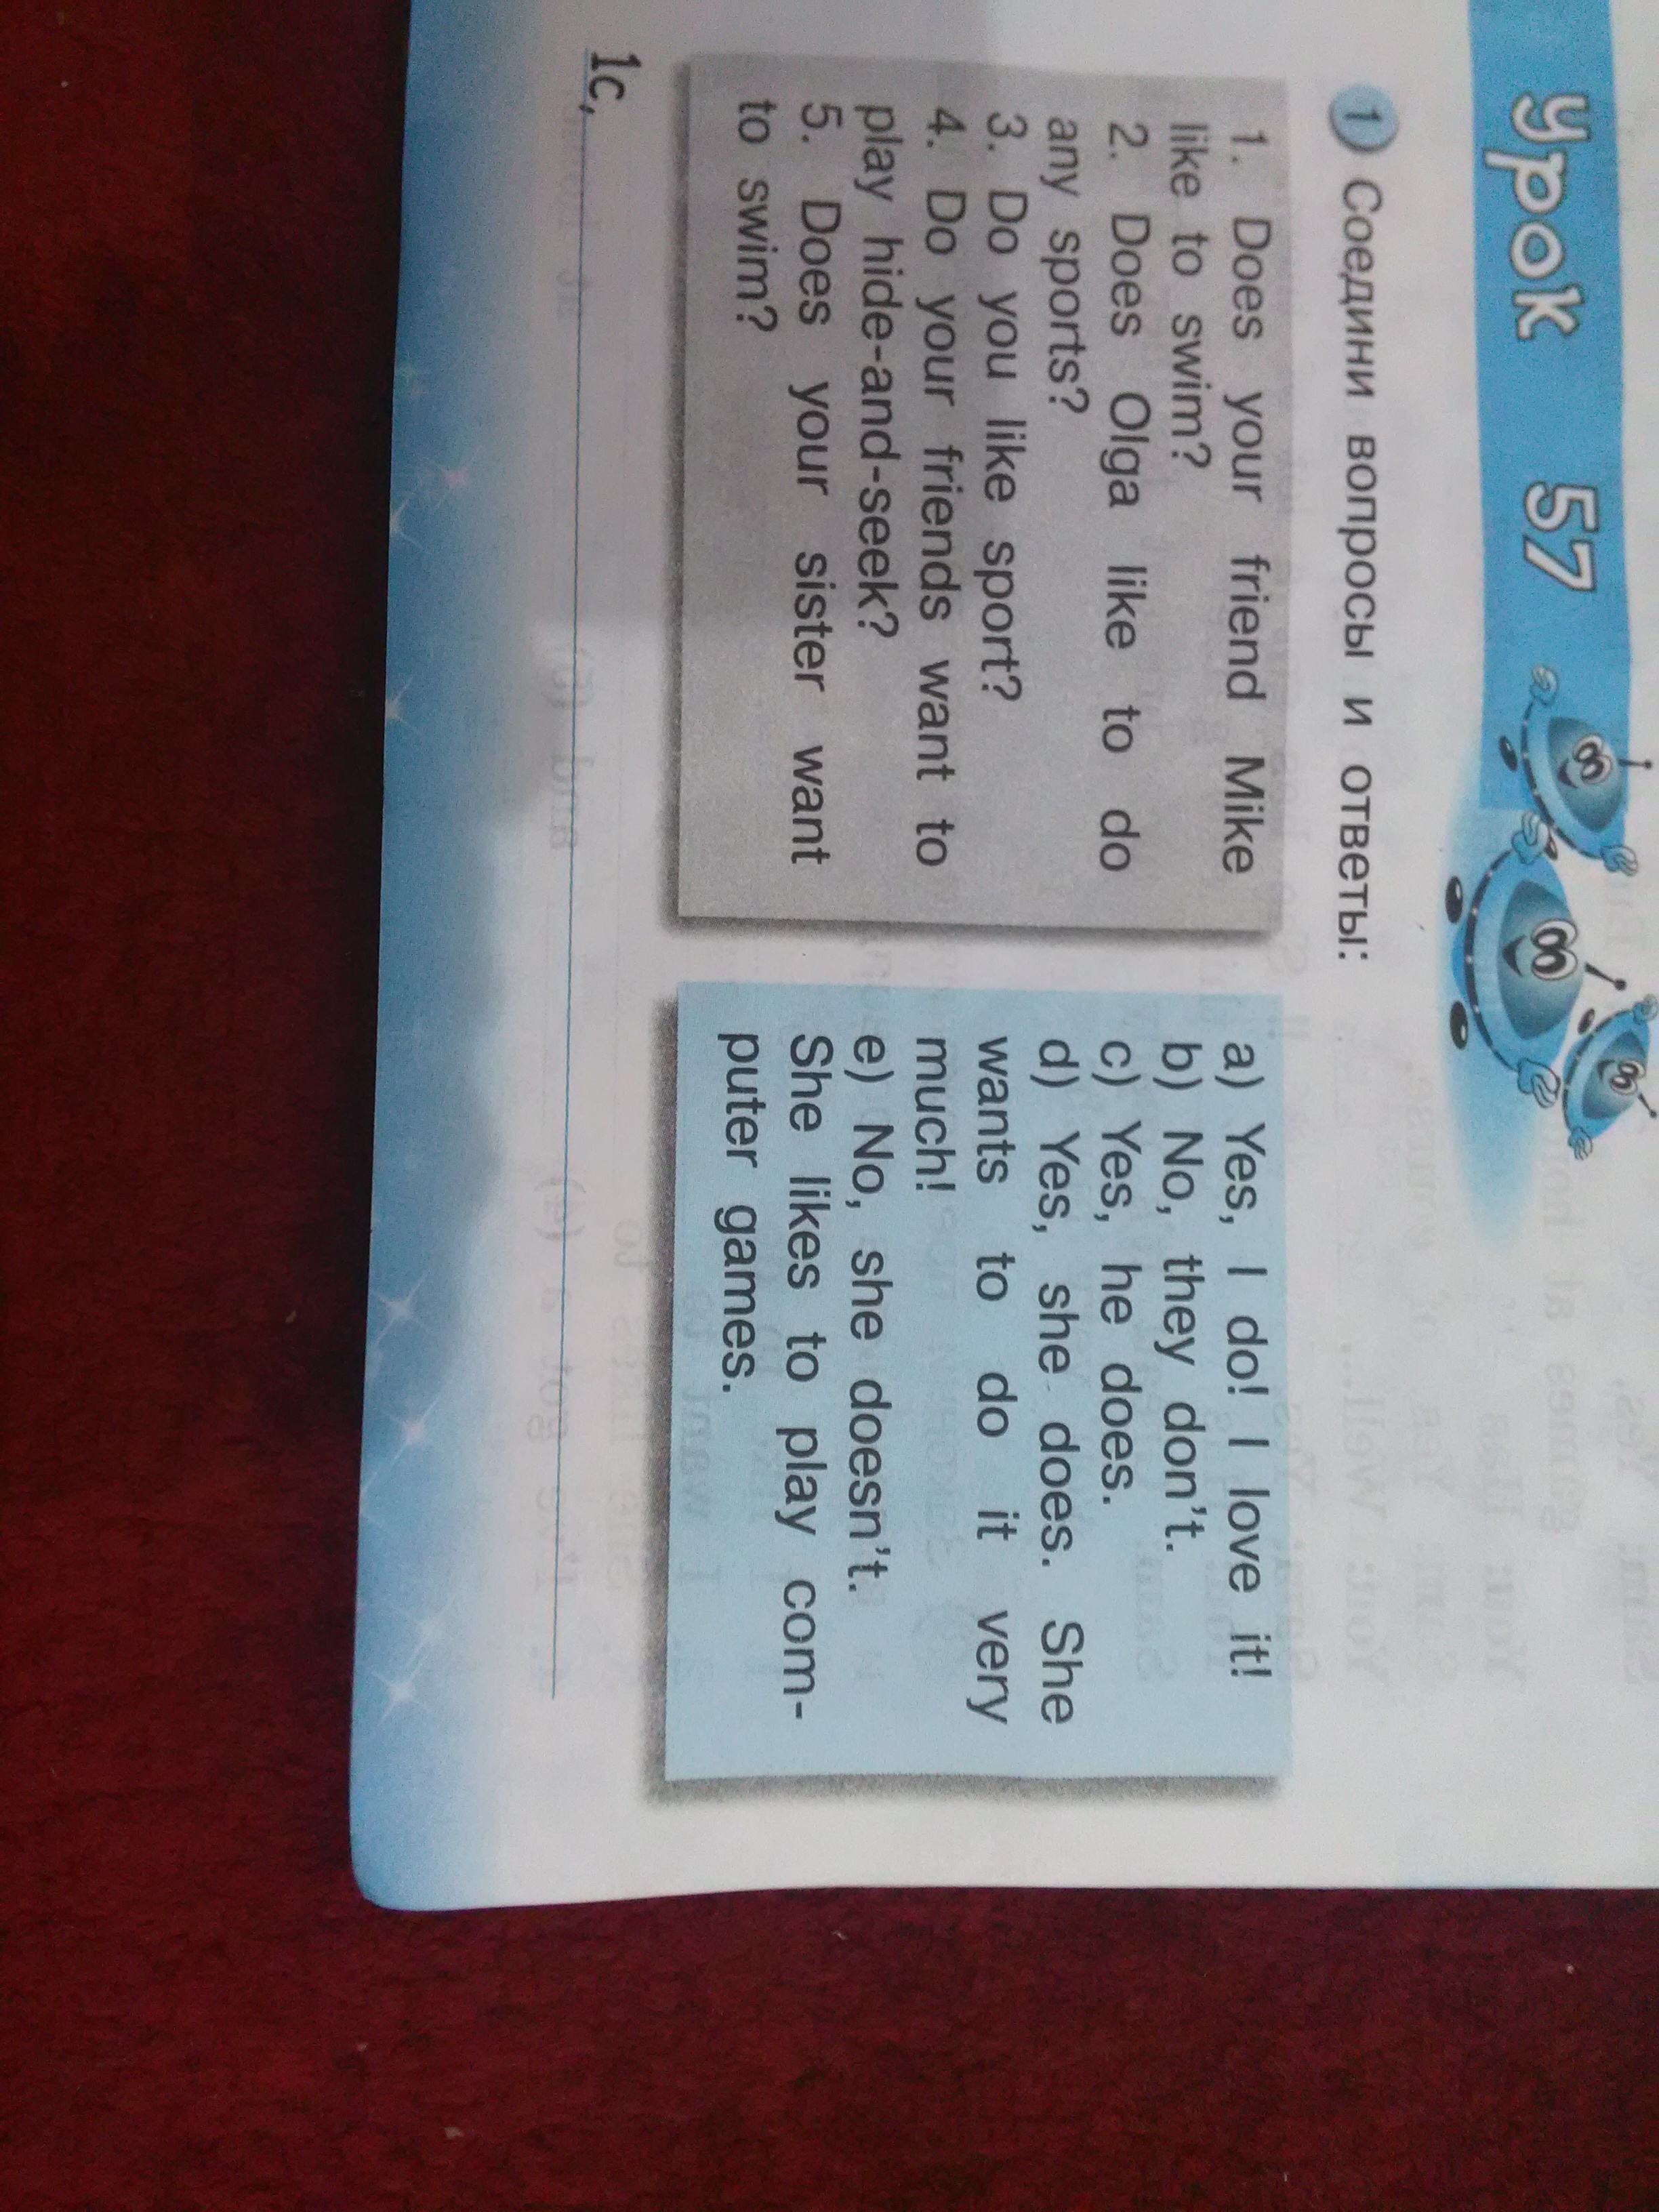 Урок 57
1 Соедини вопросы и ответы:
1. Does your friend Mike
like to swim?
2. Does Olga like to do
any sports?
3. Do you like sport?
4. Do your friends want to
play hide-and-seek?
5. Does your sister want
to swim?
a) Yes, I do! I love it!
b) No, they don't.
c) Yes, he does.
d) Yes, she does. She
wants to do it very
much!
e) No, she doesn't.
She likes to play com-
puter games.
1c,